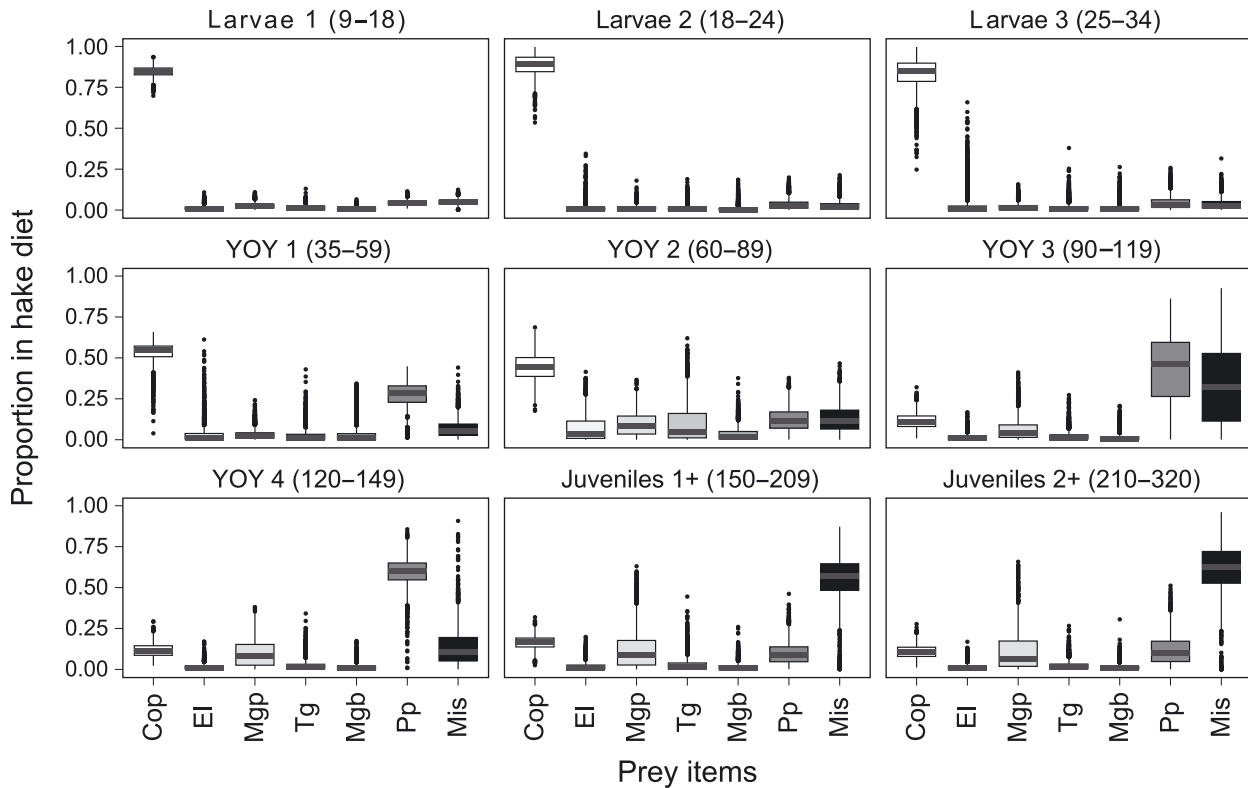 Larvae 1 (9–18) Larvae 2 (18–24) Larvae 3 (25–34)
1.00
0.75
0.50
0.25
0.00
YOY 1 (35–59) YOY 2 (60–89) YOY 3 (90–119)
1.00
0.75
0.50
0.25
0.00
YOY 4 (120–149) Juveniles 1+ (150–209) Juveniles 2+ (210–320)
1.00
0.75
0.50
0.25
0.00
Proportion in hake diet
Cop El Mgp Tg Mgb Pp Mis Cop El Mgp Tg Mgb Pp Mis Cop El Mgp Tg Mgb Pp Mis
Prey items